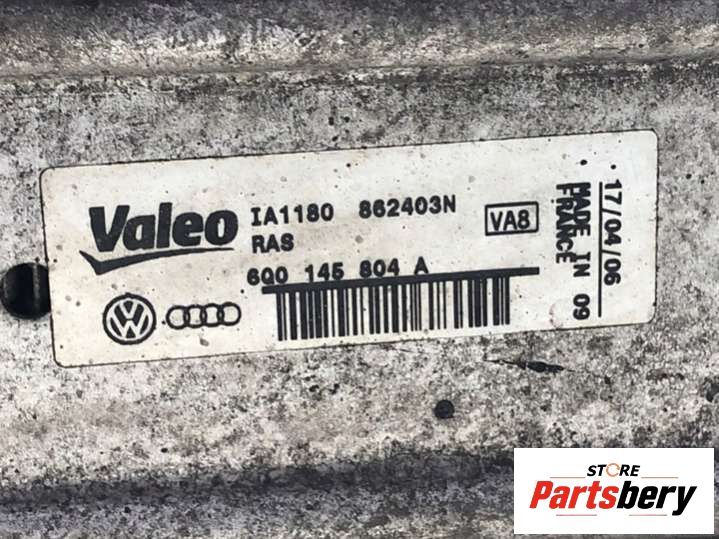 Valeo
IA1180 862403N
RAS
VA8
6Q0 145 804 A
17/04/06
MADE IN 09
FRANCE
STORE
Partsbery